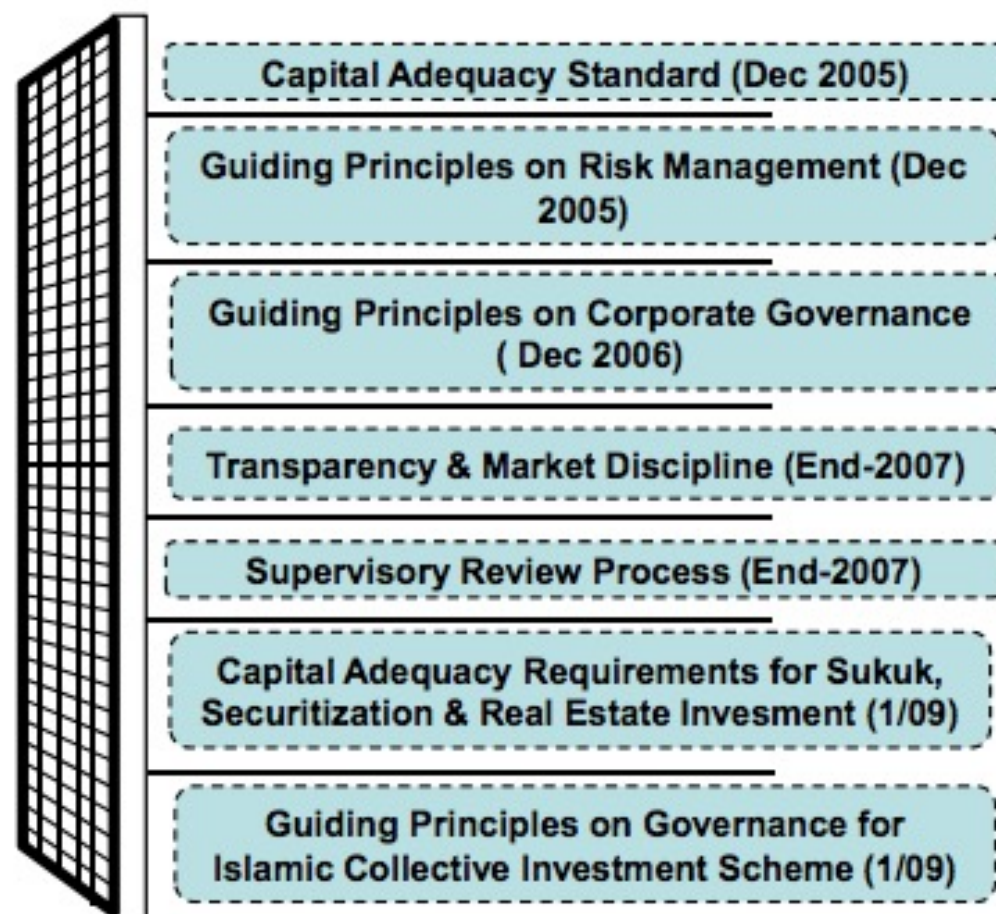 Capital Adequacy Standard (Dec 2005)
Guiding Principles on Risk Management (Dec
2005)
Guiding Principles on Corporate Governance
( Dec 2006)
Transparency & Market Discipline (End-2007)
Supervisory Review Process (End-2007)
Capital Adequacy Requirements for Sukuk,
Securitization & Real Estate Invesment (1/09)
Guiding Principles on Governance for
Islamic Collective Investment Scheme (1/09)